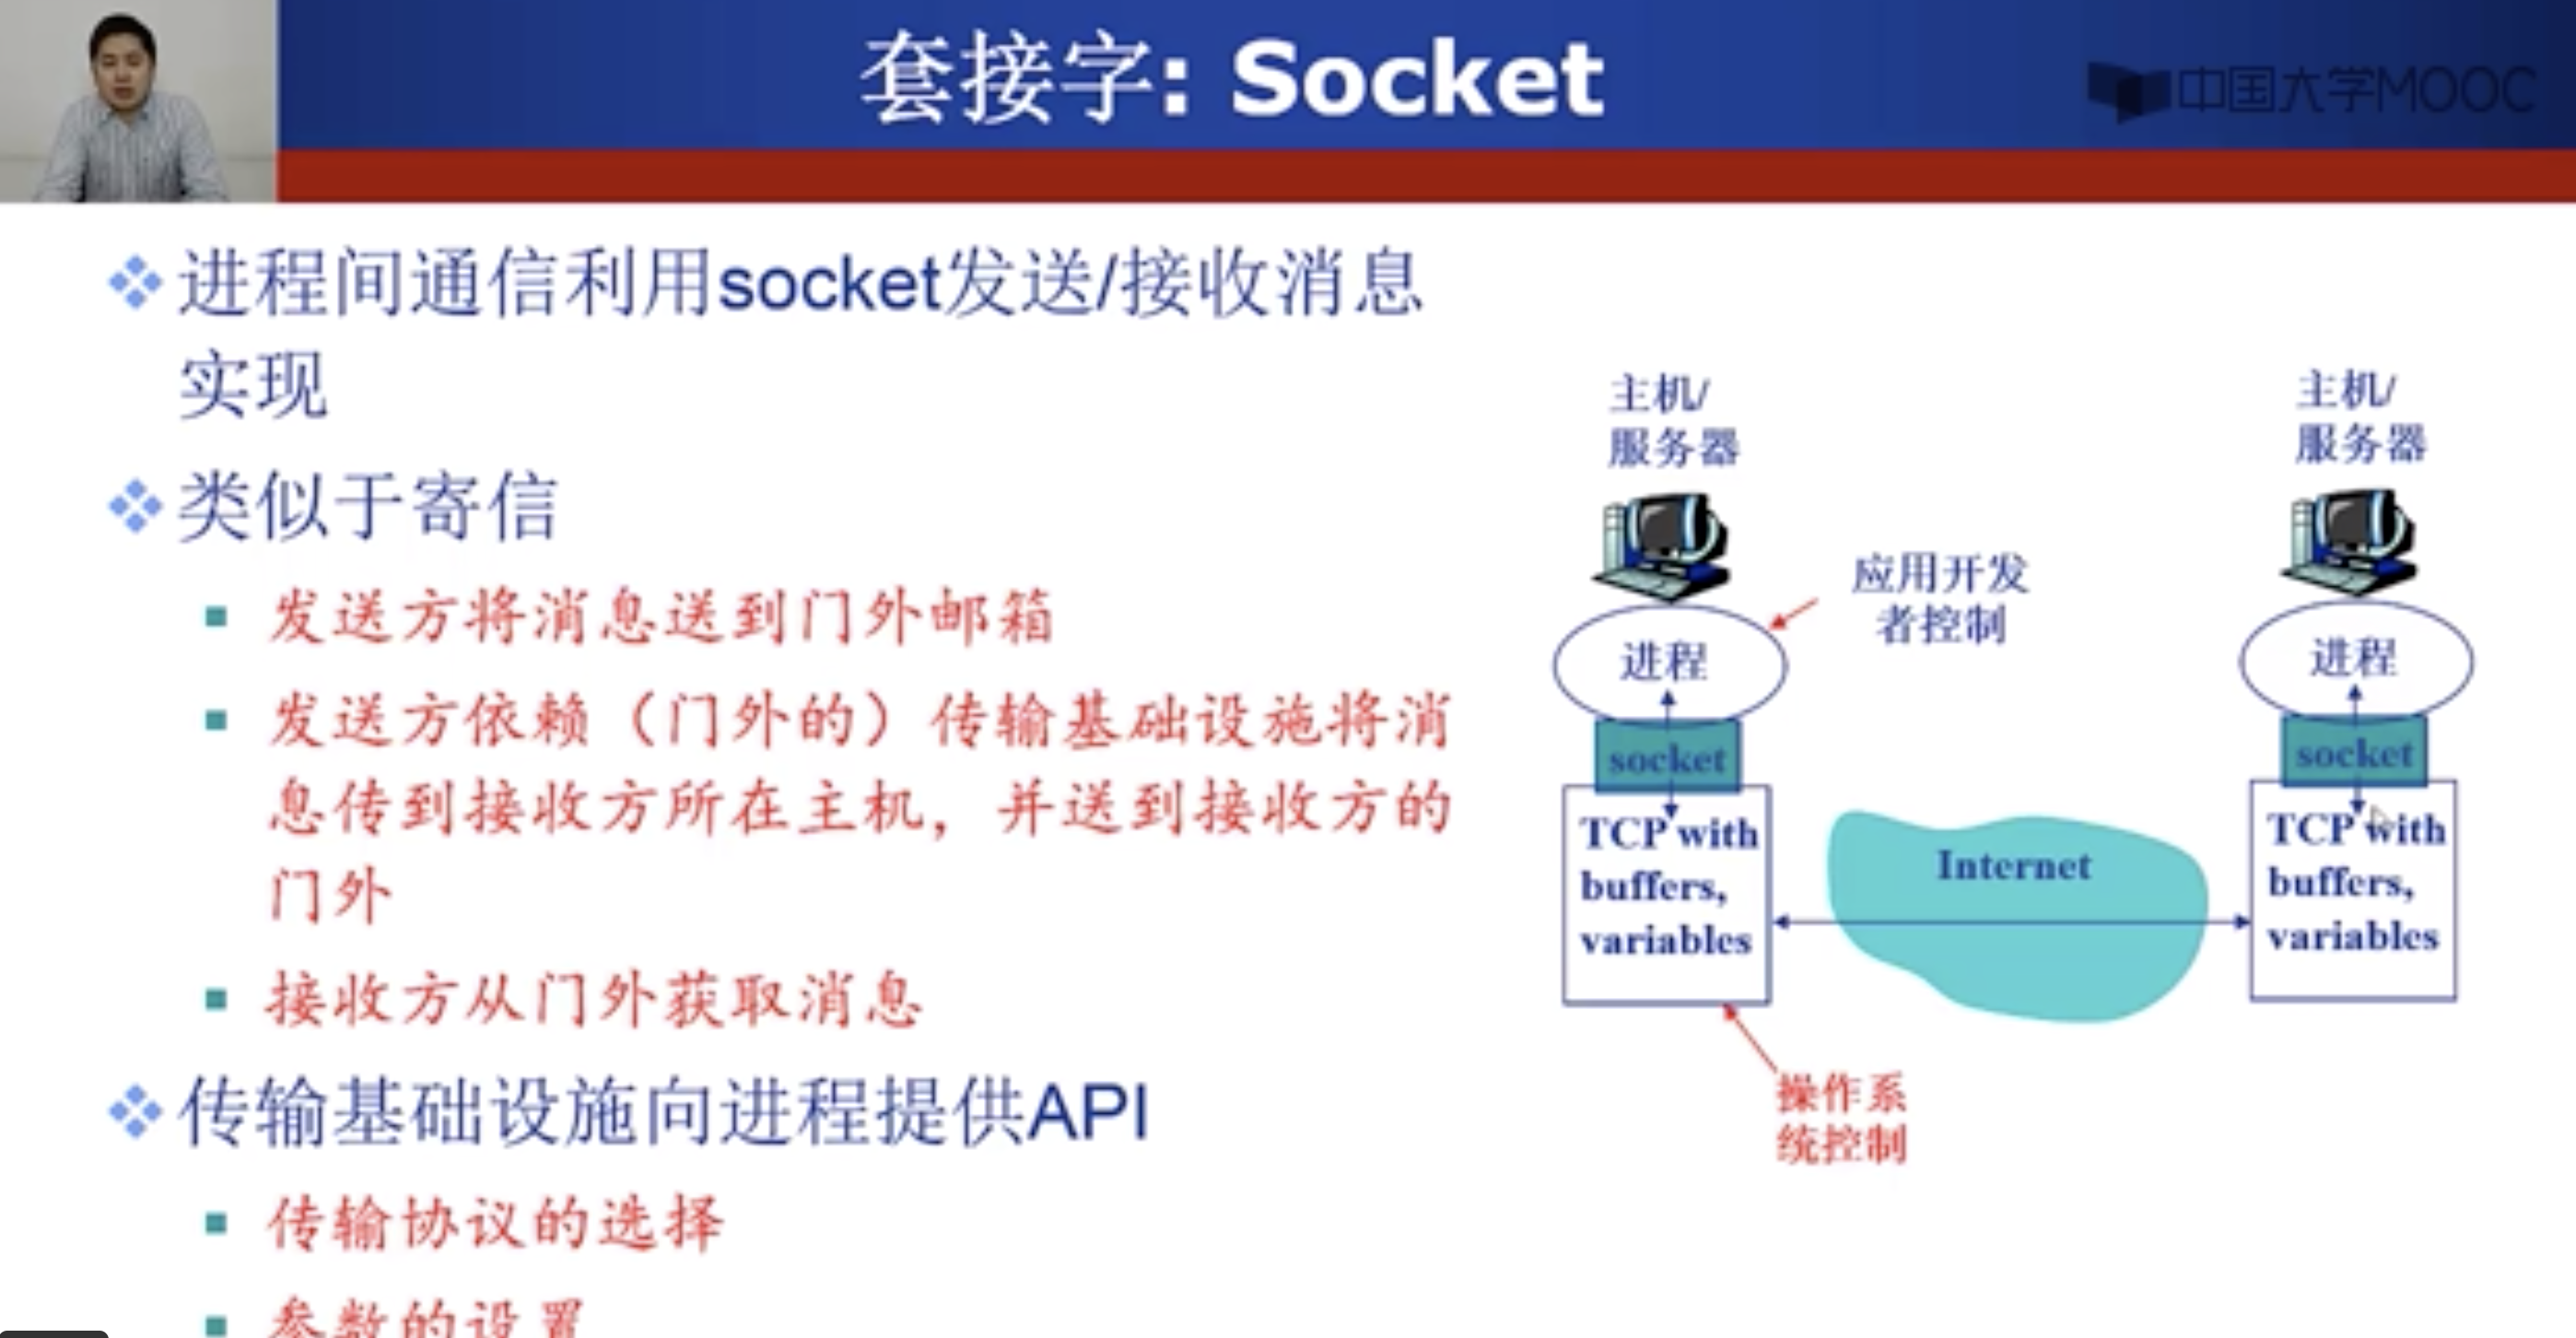 套接字: Socket
中国大学MOOC
进程间通信利用socket发送/接收消息
实现
类似于寄信
发送方将消息送到门外邮箱
发送方依赖（门外的）传输基础设施将消
息传到接收方所在主机，并送到接收方的
门外
接收方从门外获取消息
传输基础设施向进程提供API
传输协议的选择
参数的设置
主机/
服务器
进程
socket
TCP with
buffers,
variables
应用开发
者控制
Internet
操作系
统控制
主机/
服务器
进程
socket
TCP with
buffers,
variables